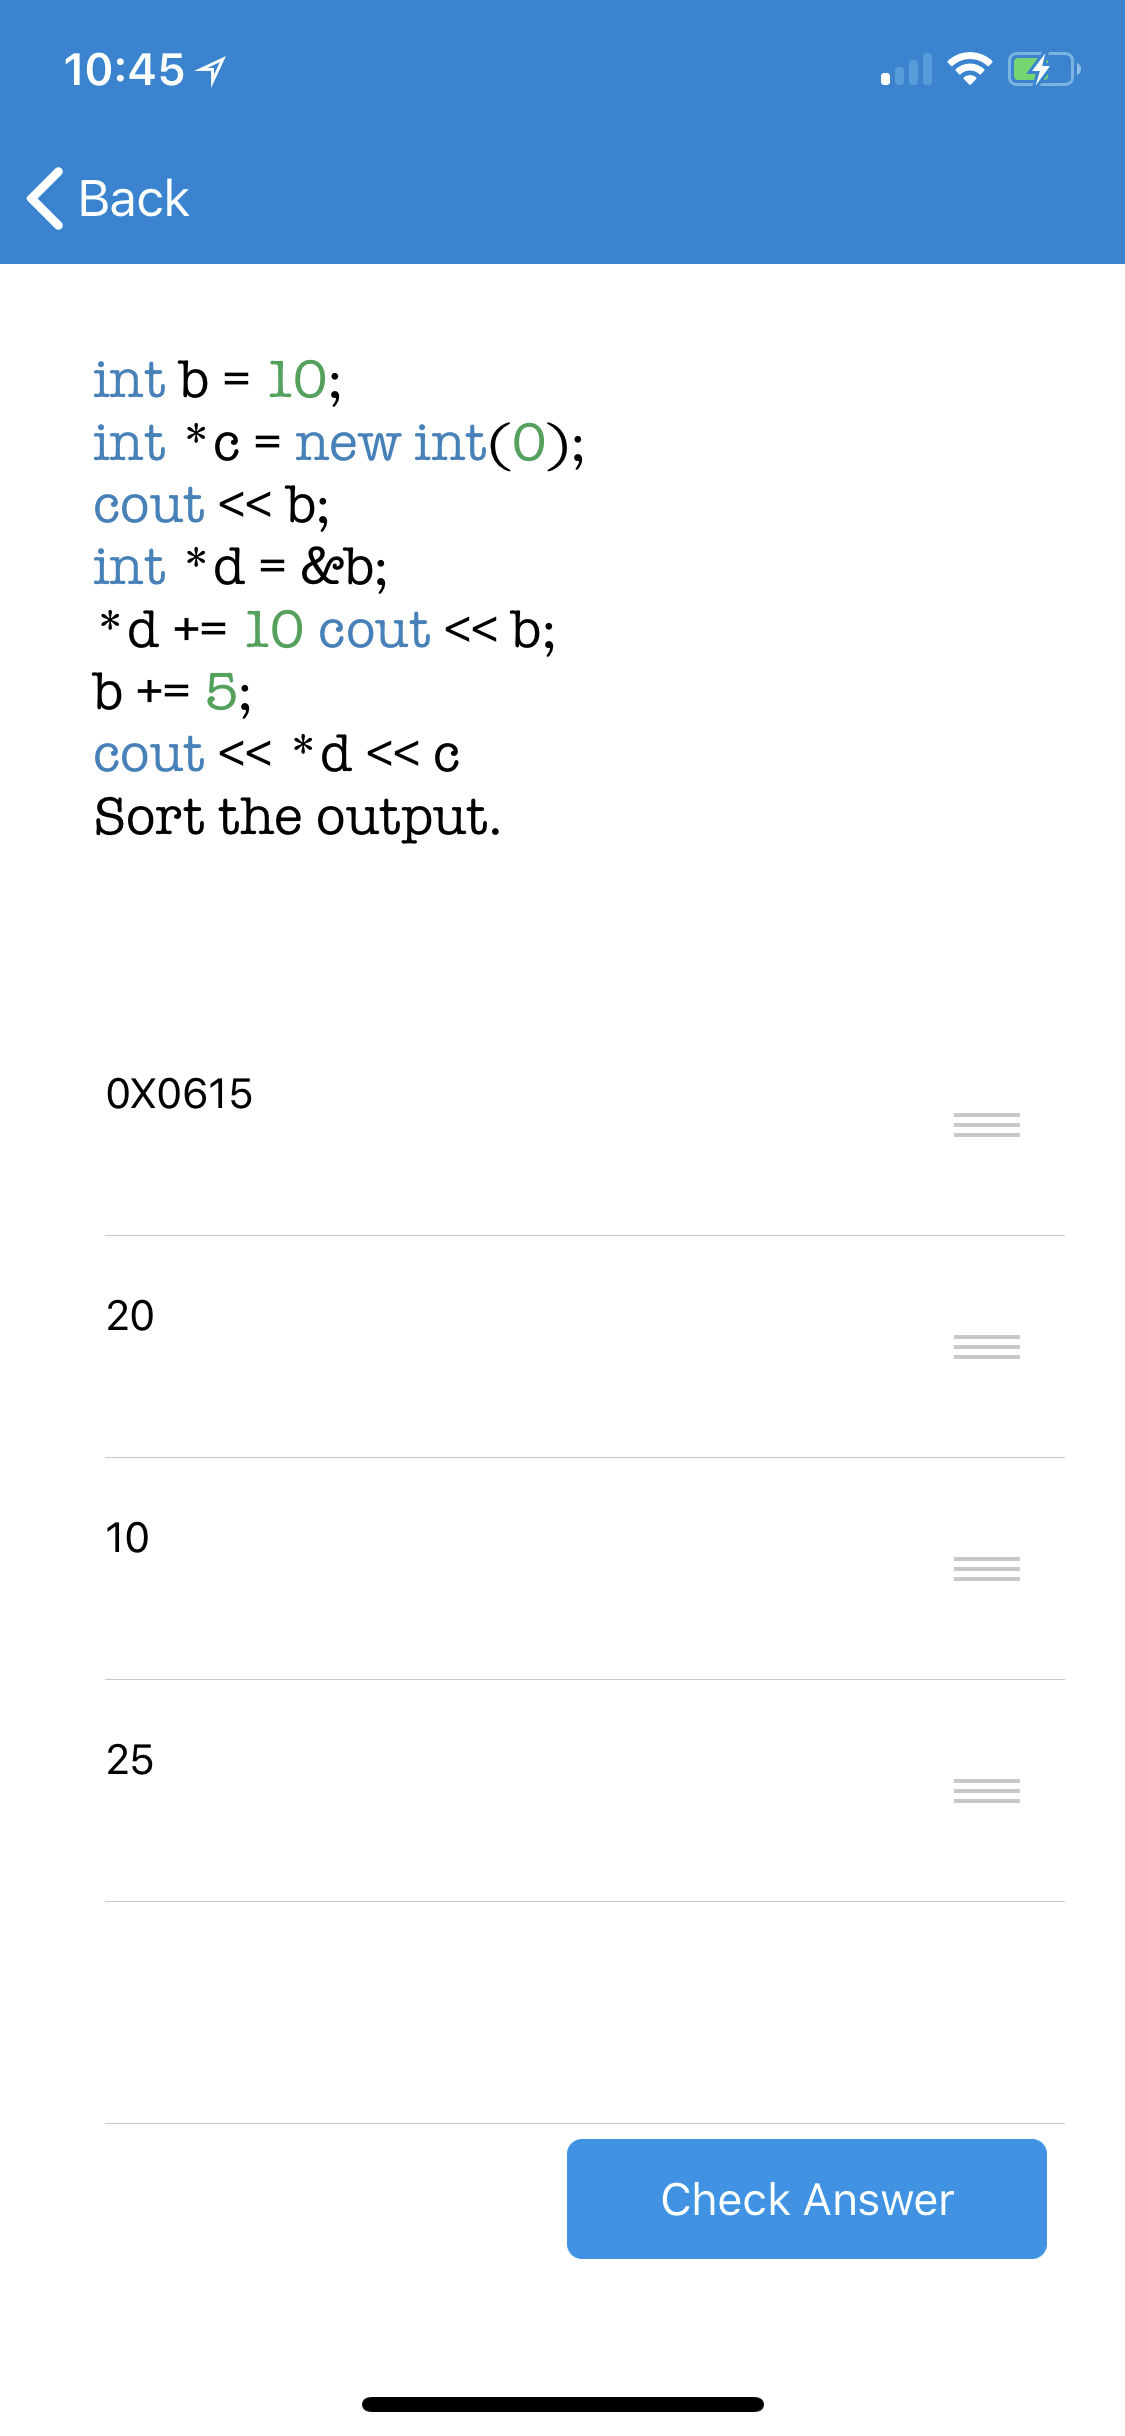 10:45
Back
int b = 10;
int *c = new int(0);
cout << b;
int *d = &b;
*d += 10 cout << b;
b += 5;
cout << *d << c
Sort the output.
0X0615
20
10
25
Check Answer